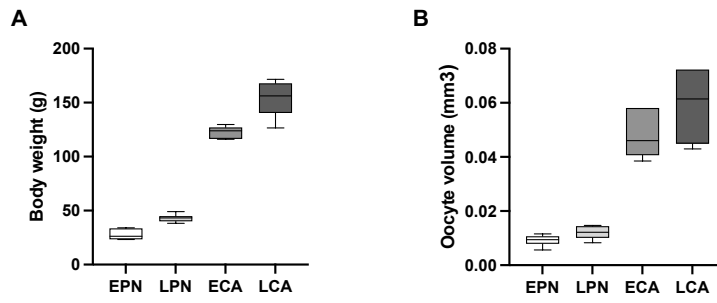 A
Body weight (g)
200
150
100
50
0
EPN LPN ECA LCA
B
Oocyte volume (mm3)
0.08
0.06
0.04
0.02
0.00
EPN LPN ECA LCA